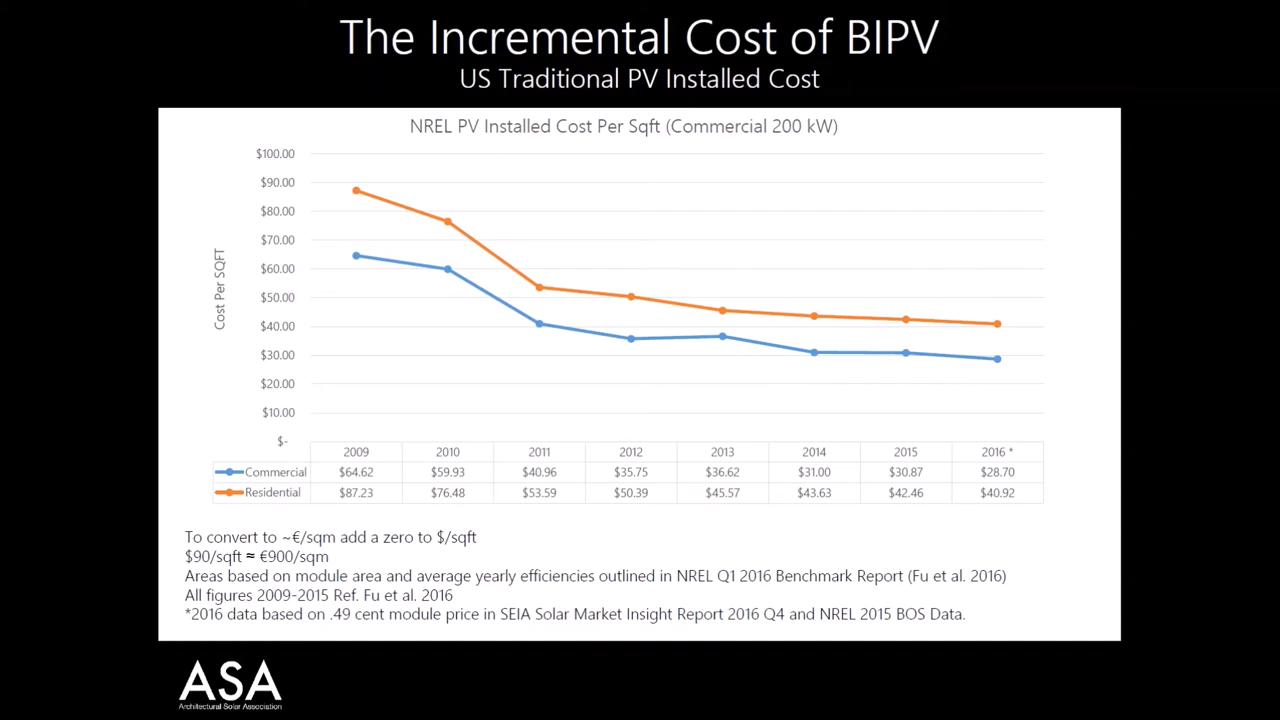 The Incremental Cost of BIPV
US Traditional PV Installed Cost
NREL PV Installed Cost Per Sqft (Commercial 200 kW)
$100.00
$90.00
$80.00
$70.00
$60.00
$50.00
$40.00
$30.00
$20.00
$10.00
$-
Cost Per SQFT
2009 2010 2011 2012 2013 2014 2015 2016 *
Commercial $64.62 $59.93 $40.96 $35.75 $36.62 $31.00 $30.87 $28.70
Residential $87.23 $76.48 $53.59 $50.39 $45.57 $43.63 $42.46 $40.92
To convert to ~€/sqm add a zero to $/sqft
$90/sqft ≈ €900/sqm
Areas based on module area and average yearly efficiencies outlined in NREL Q1 2016 Benchmark Report (Fu et al. 2016)
All figures 2009-2015 Ref. Fu et al. 2016
*2016 data based on .49 cent module price in SEIA Solar Market Insight Report 2016 Q4 and NREL 2015 BOS Data.
ASA
Architectural Solar Association